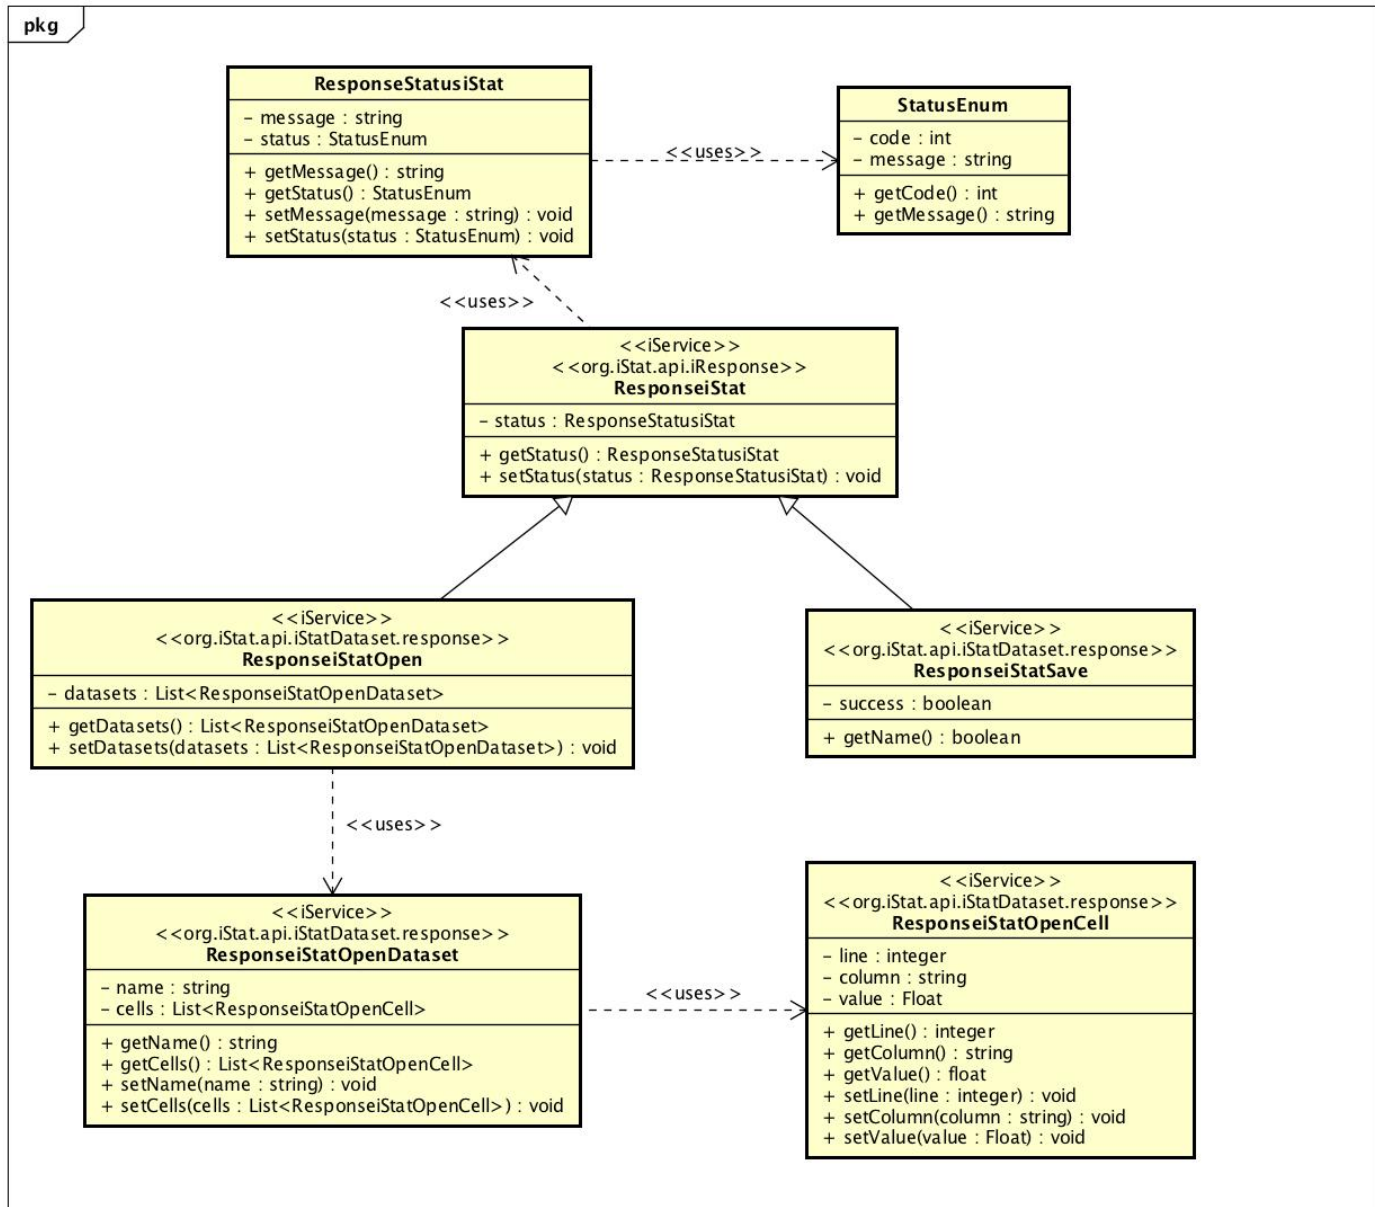 pkg
ResponseStatusiStat
– message : string
– status : StatusEnum
+ getMessage() : string
+ getStatus() : StatusEnum
+ setMessage(message : string) : void
+ setStatus(status : StatusEnum) : void
<<uses>>
StatusEnum
– code : int
– message : string
+ getCode() : int
+ getMessage() : string
<<uses>>
<<iService>>
<<org.iStat.api.iResponse>>
ResponseiStat
– status : ResponseStatusiStat
+ getStatus() : ResponseStatusiStat
+ setStatus(status : ResponseStatusiStat) : void
<<iService>>
<<org.iStat.api.iStatDataset.response>>
ResponseiStatOpen
– datasets : List<ResponseiStatOpenDataset>
+ getDatasets() : List<ResponseiStatOpenDataset>
+ setDatasets(datasets : List<ResponseiStatOpenDataset>) : void
<<iService>>
<<org.iStat.api.iStatDataset.response>>
ResponseiStatSave
– success : boolean
+ getName() : boolean
<<uses>>
<<iService>>
<<org.iStat.api.iStatDataset.response>>
ResponseiStatOpenDataset
– name : string
– cells : List<ResponseiStatOpenCell>
+ getName() : string
+ getCells() : List<ResponseiStatOpenCell>
+ setName(name : string) : void
+ setCells(cells : List<ResponseiStatOpenCell>) : void
<<uses>>
<<iService>>
<<org.iStat.api.iStatDataset.response>>
ResponseiStatOpenCell
– line : integer
– column : string
– value : Float
+ getLine() : integer
+ getColumn() : string
+ getValue() : float
+ setLine(line : integer) : void
+ setColumn(column : string) : void
+ setValue(value : Float) : void